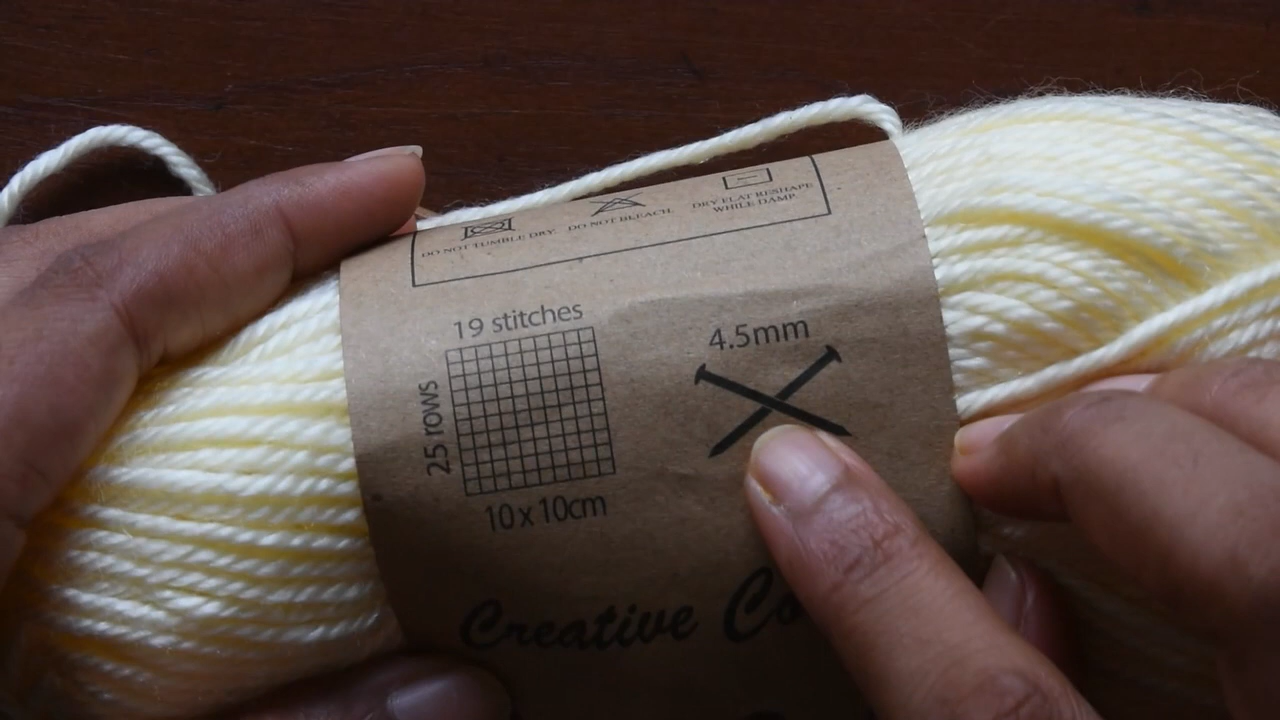 DO NOT TUMBLE DRY. DO NOT BLEACH. DRY FLAT RESHAPE
WHILE DAMP.
19 stitches
25 rows
10 x 10cm
4.5mm
Creative Co